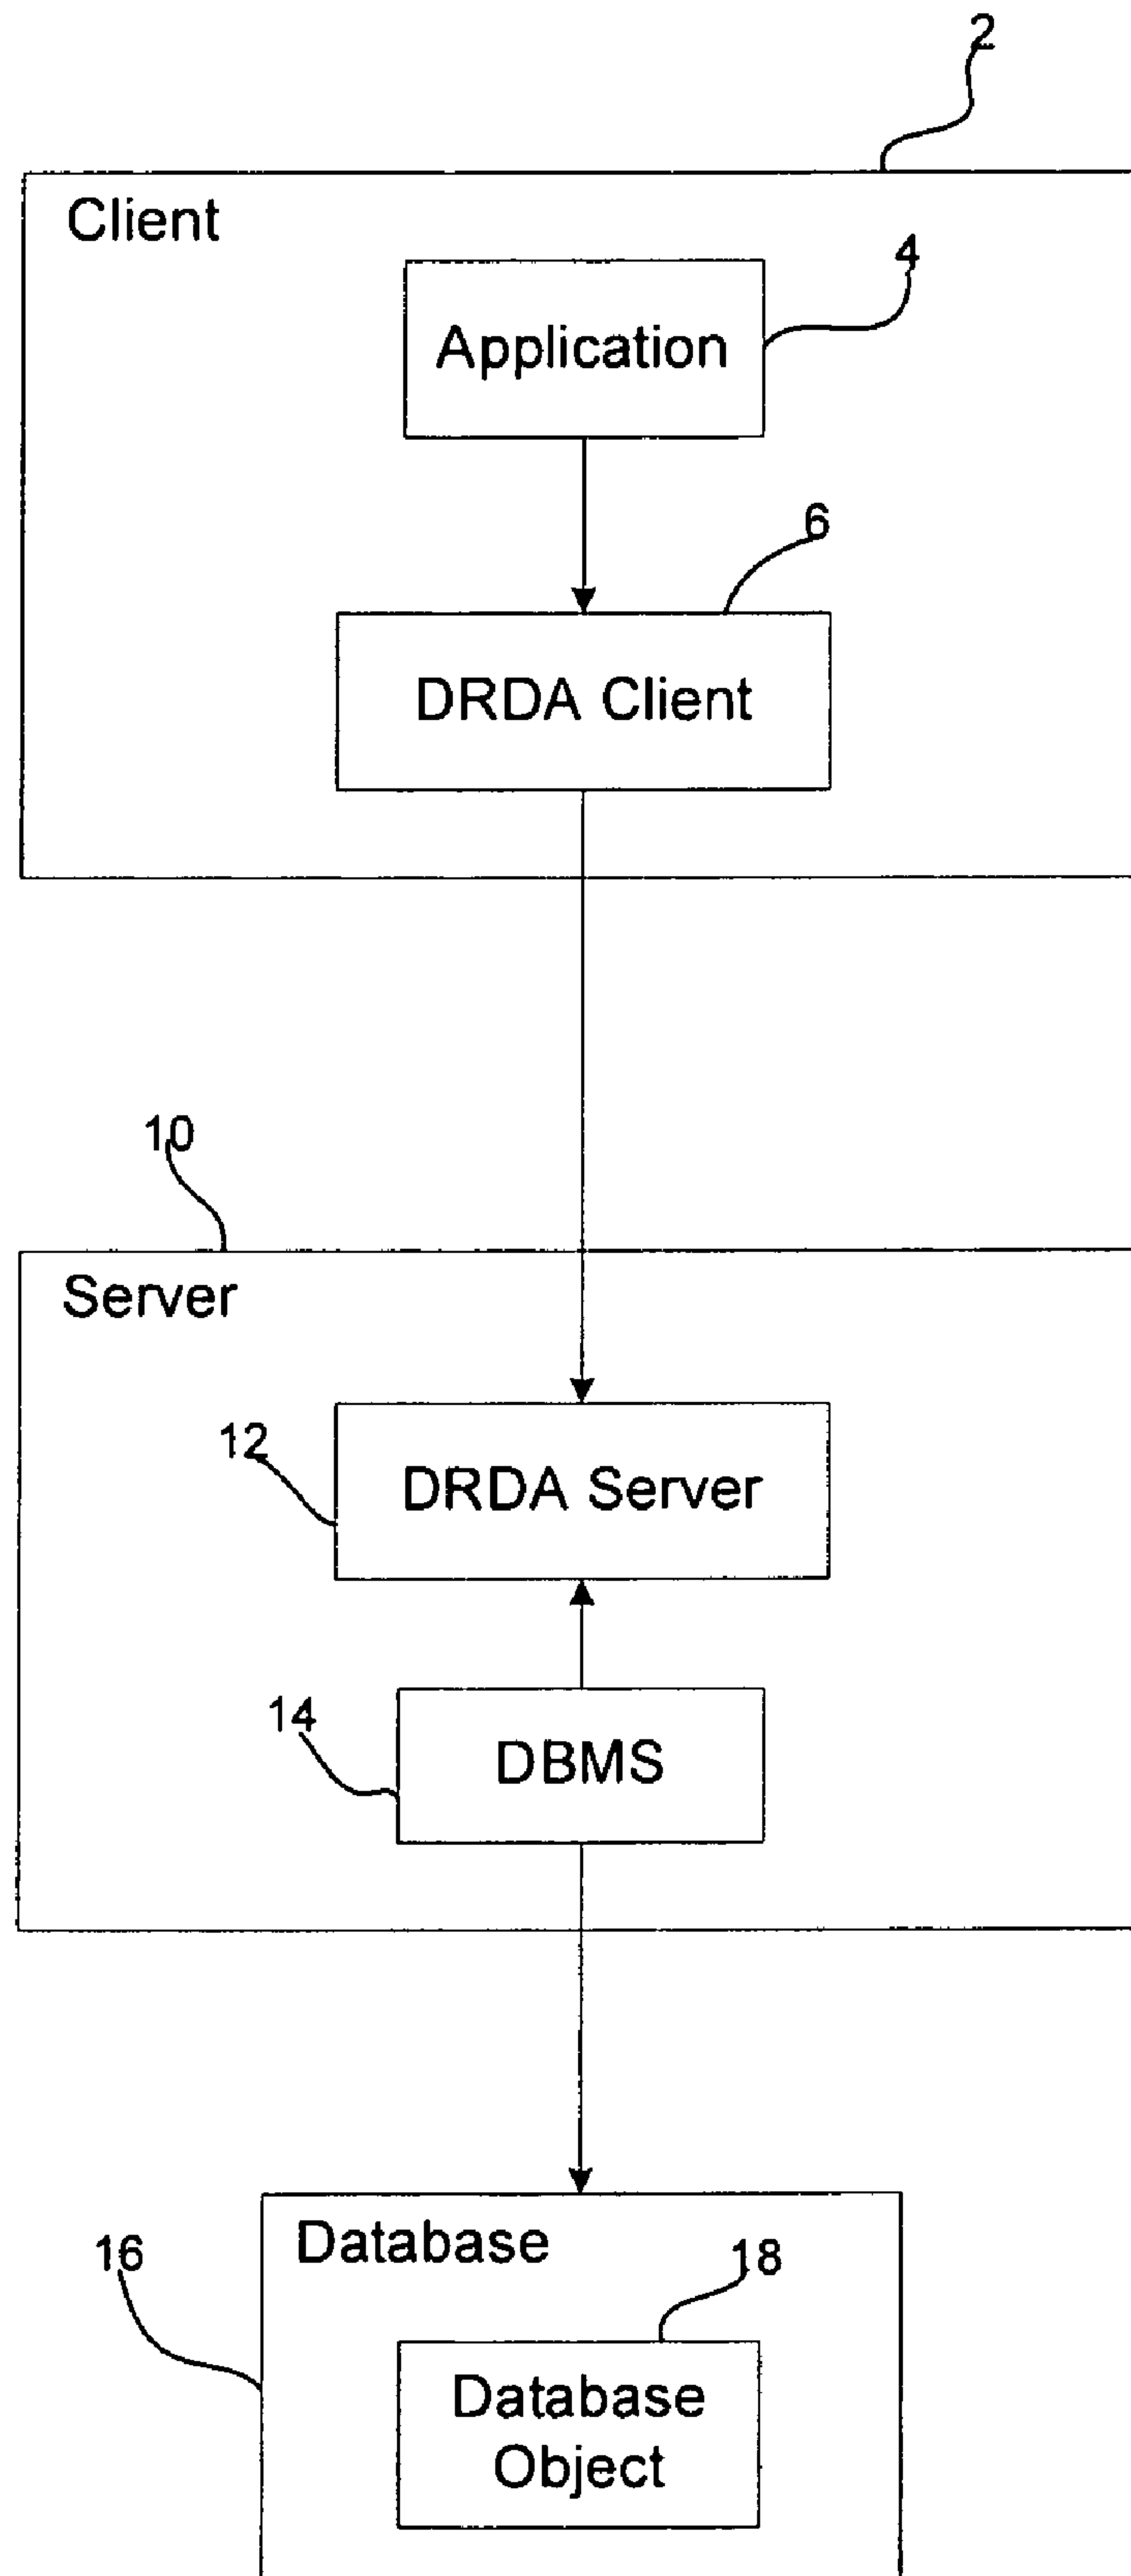 2
Client
4
Application
6
DRDA Client
10
Server
12
DRDA Server
14
DBMS
16
Database
18
Database
Object